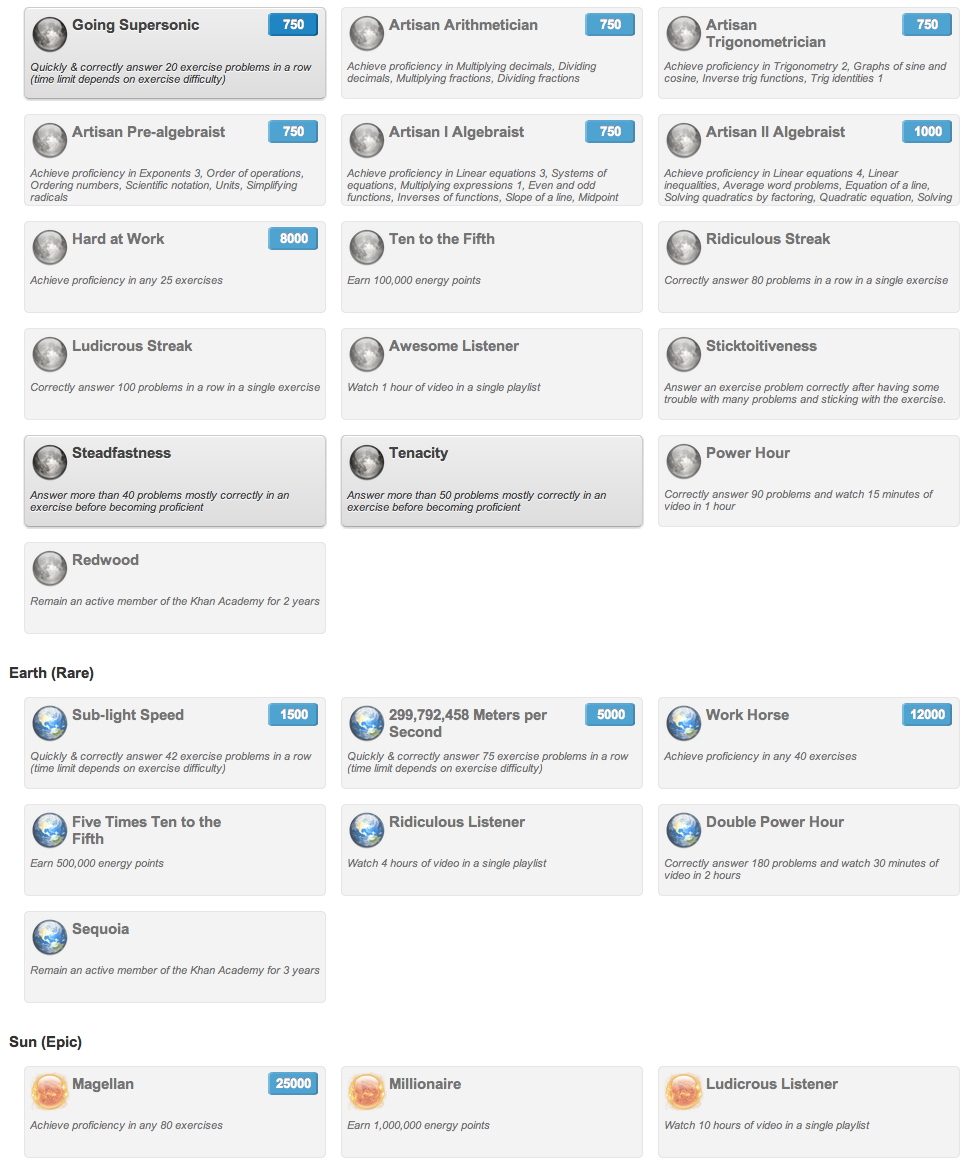 Going Supersonic
750
Quickly & correctly answer 20 exercise problems in a row
(time limit depends on exercise difficulty)
Artisan Arithmetician
750
Achieve proficiency in Multiplying decimals, Dividing
decimals, Multiplying fractions, Dividing fractions
Artisan
Trigonometrician
750
Achieve proficiency in Trigonometry 2, Graphs of sine and
cosine, Inverse trig functions, Trig identities 1
Artisan Pre-algebraist
750
Achieve proficiency in Exponents 3, Order of operations,
Ordering numbers, Scientific notation, Units, Simplifying
radicals
Artisan I Algebraist
750
Achieve proficiency in Linear equations 3, Systems of
equations, Multiplying expressions 1, Even and odd
functions, Inverses of functions, Slope of a line, Midpoint
Artisan II Algebraist
1000
Achieve proficiency in Linear equations 4, Linear
inequalities, Average word problems, Equation of a line,
Solving quadratics by factoring, Quadratic equation, Solving
Hard at Work
8000
Achieve proficiency in any 25 exercises
Ten to the Fifth
Earn 100,000 energy points
Ridiculous Streak
Correctly answer 80 problems in a row in a single exercise
Ludicrous Streak
Correctly answer 100 problems in a row in a single exercise
Awesome Listener
Watch 1 hour of video in a single playlist
Sticktoitiveness
Answer an exercise problem correctly after having some
trouble with many problems and sticking with the exercise.
Steadfastness
Answer more than 40 problems mostly correctly in an
exercise before becoming proficient
Tenacity
Answer more than 50 problems mostly correctly in an
exercise before becoming proficient
Power Hour
Correctly answer 90 problems and watch 15 minutes of
video in 1 hour
Redwood
Remain an active member of the Khan Academy for 2 years
Earth (Rare)
Sub-light Speed
1500
Quickly & correctly answer 42 exercise problems in a row
(time limit depends on exercise difficulty)
299,792,458 Meters per
Second
5000
Quickly & correctly answer 75 exercise problems in a row
(time limit depends on exercise difficulty)
Work Horse
12000
Achieve proficiency in any 40 exercises
Five Times Ten to the
Fifth
Earn 500,000 energy points
Ridiculous Listener
Watch 4 hours of video in a single playlist
Double Power Hour
Correctly answer 180 problems and watch 30 minutes of
video in 2 hours
Sequoia
Remain an active member of the Khan Academy for 3 years
Sun (Epic)
Magellan
25000
Achieve proficiency in any 80 exercises
Millionaire
Earn 1,000,000 energy points
Ludicrous Listener
Watch 10 hours of video in a single playlist